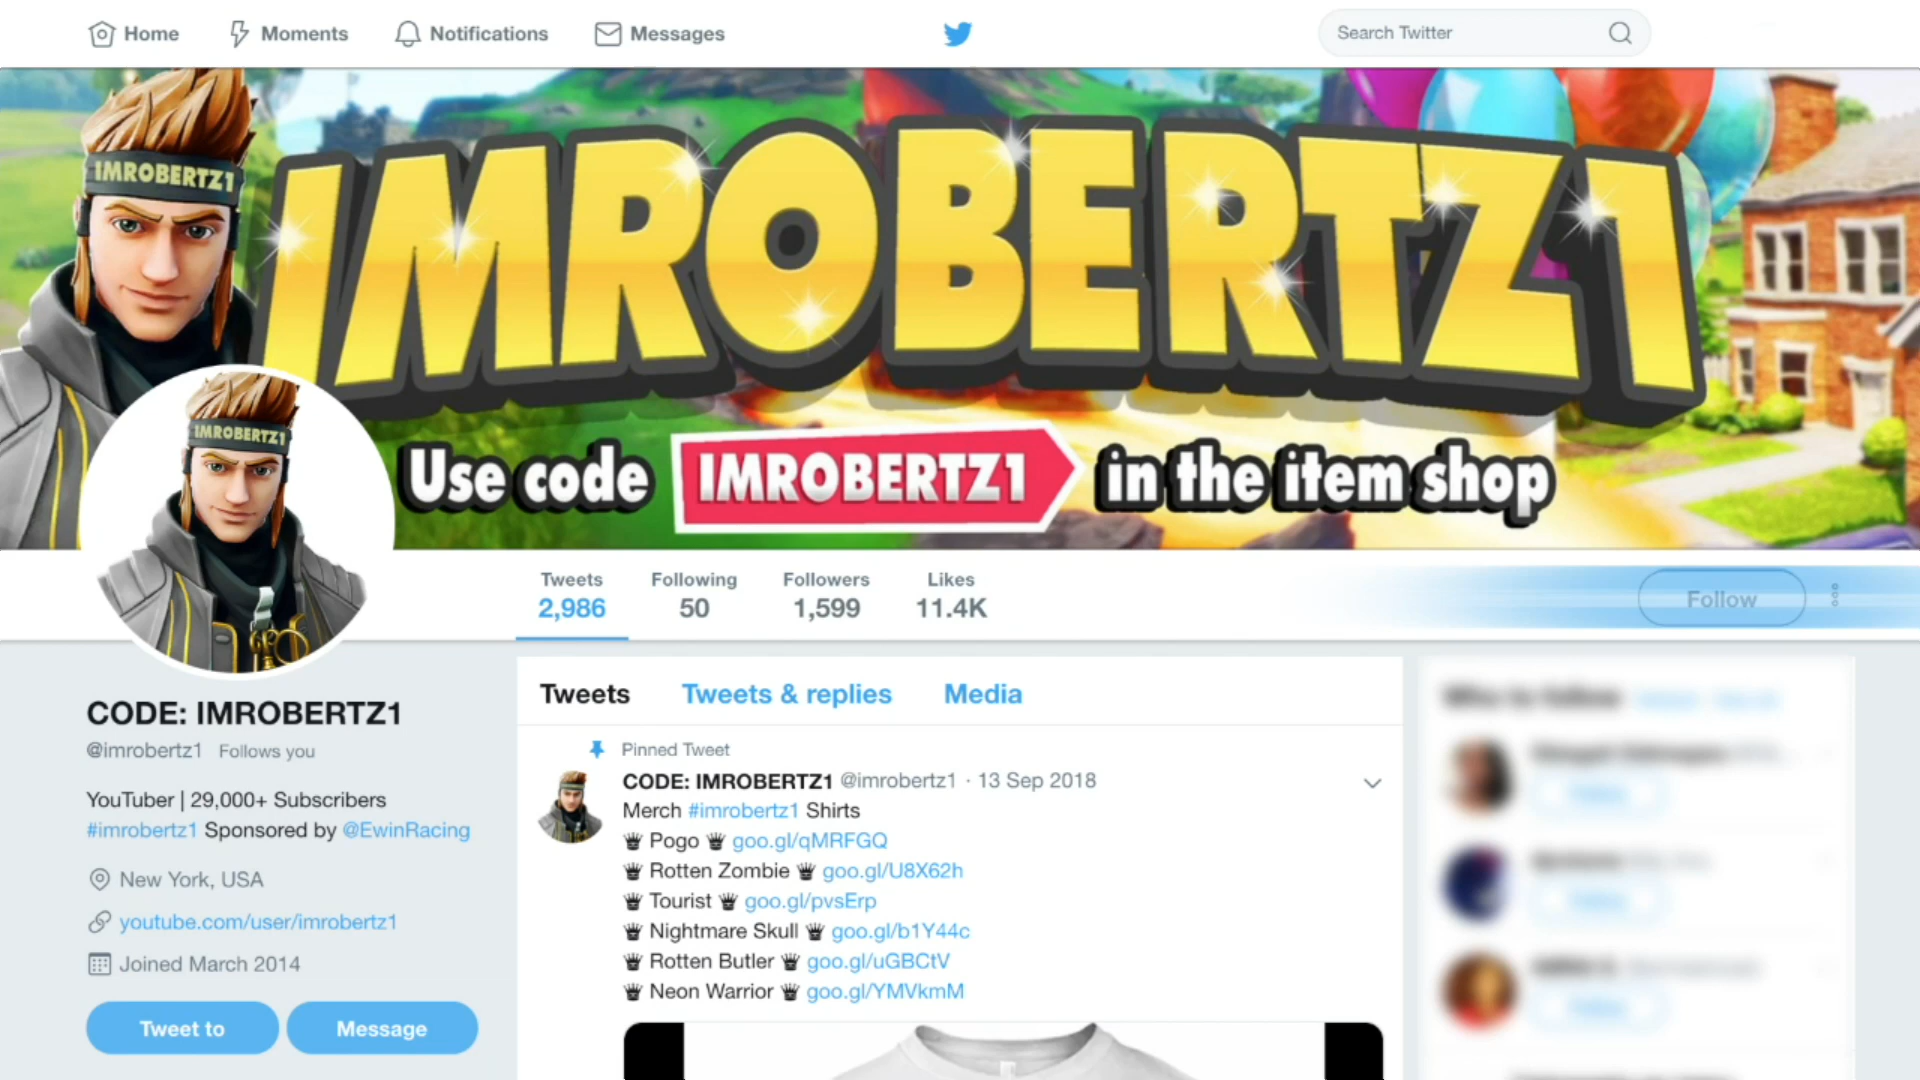 Home Moments Notifications Messages Search Twitter
IMROBERTZ1
IMROBERTZ1
Use code IMROBERTZ1 in the item shop
IMROBERTZ1
Tweets Following Followers Likes
2,986 50 1,599 11.4K
Follow
CODE: IMROBERTZ1
@imrobertz1 Follows you
YouTuber | 29,000+ Subscribers
#imrobertz1 Sponsored by @EwinRacing
New York, USA
youtube.com/user/imrobertz1
Joined March 2014
Tweet to Message
Tweets Tweets & replies Media
Pinned Tweet
CODE: IMROBERTZ1 @imrobertz1 · 13 Sep 2018
Merch #imrobertz1 Shirts
♛ Pogo ♛ goo.gl/qMRFGQ
♛ Rotten Zombie ♛ goo.gl/U8X62h
♛ Tourist ♛ goo.gl/pvsErp
♛ Nightmare Skull ♛ goo.gl/b1Y44c
♛ Rotten Butler ♛ goo.gl/uGBCtV
♛ Neon Warrior ♛ goo.gl/YMVkmM
Who to follow